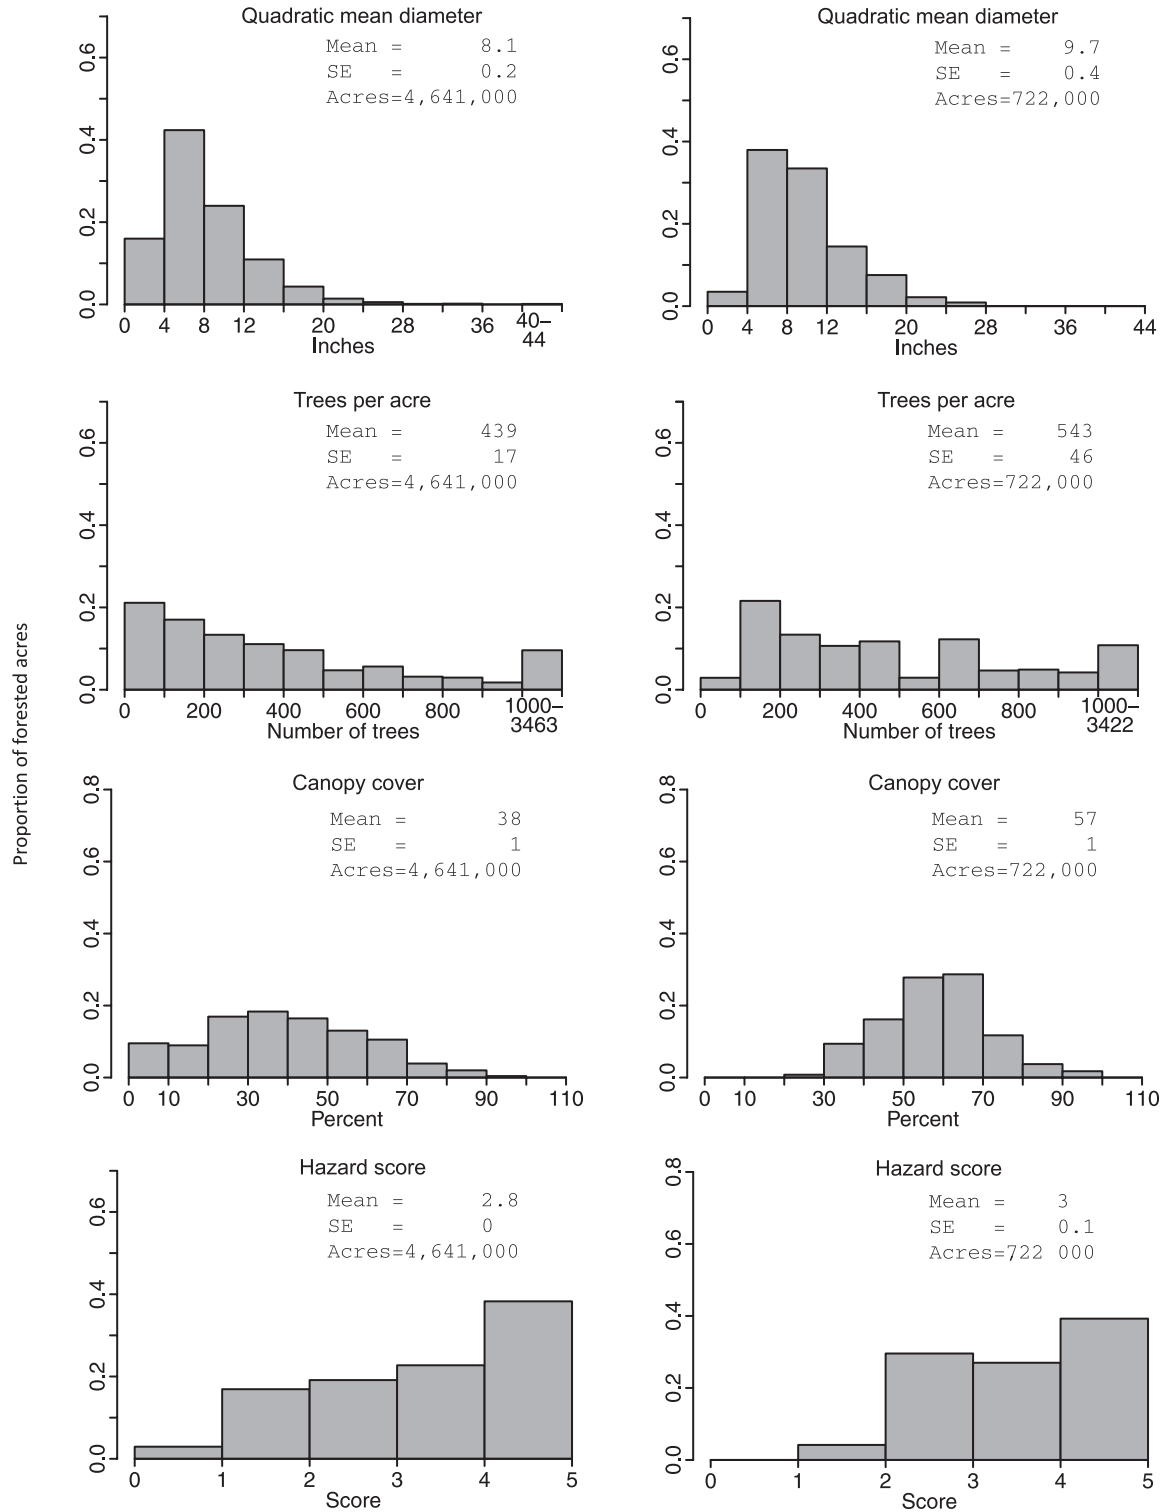 Proportion of forested acres
Quadratic mean diameter
Mean = 8.1
SE = 0.2
Acres=4,641,000
0.0 0.2 0.4 0.6
0 4 8 12 20 28 36 40–
44
Inches
Quadratic mean diameter
Mean = 9.7
SE = 0.4
Acres=722,000
0.0 0.2 0.4 0.6
0 4 8 12 20 28 36 44
Inches
Trees per acre
Mean = 439
SE = 17
Acres=4,641,000
0.0 0.2 0.4 0.6
0 200 400 600 800 1000–
3463
Number of trees
Trees per acre
Mean = 543
SE = 46
Acres=722,000
0.0 0.2 0.4 0.6
0 200 400 600 800 1000–
3422
Number of trees
Canopy cover
Mean = 38
SE = 1
Acres=4,641,000
0.0 0.2 0.4 0.6 0.8
0 10 30 50 70 90 110
Percent
Canopy cover
Mean = 57
SE = 1
Acres=722,000
0.0 0.2 0.4 0.6 0.8
0 10 30 50 70 90 110
Percent
Hazard score
Mean = 2.8
SE = 0
Acres=4,641,000
0.0 0.2 0.4 0.6
0 1 2 3 4 5
Score
Hazard score
Mean = 3
SE = 0.1
Acres=,722 000
0.0 0.2 0.4 0.6 0.8
0 1 2 3 4 5
Score